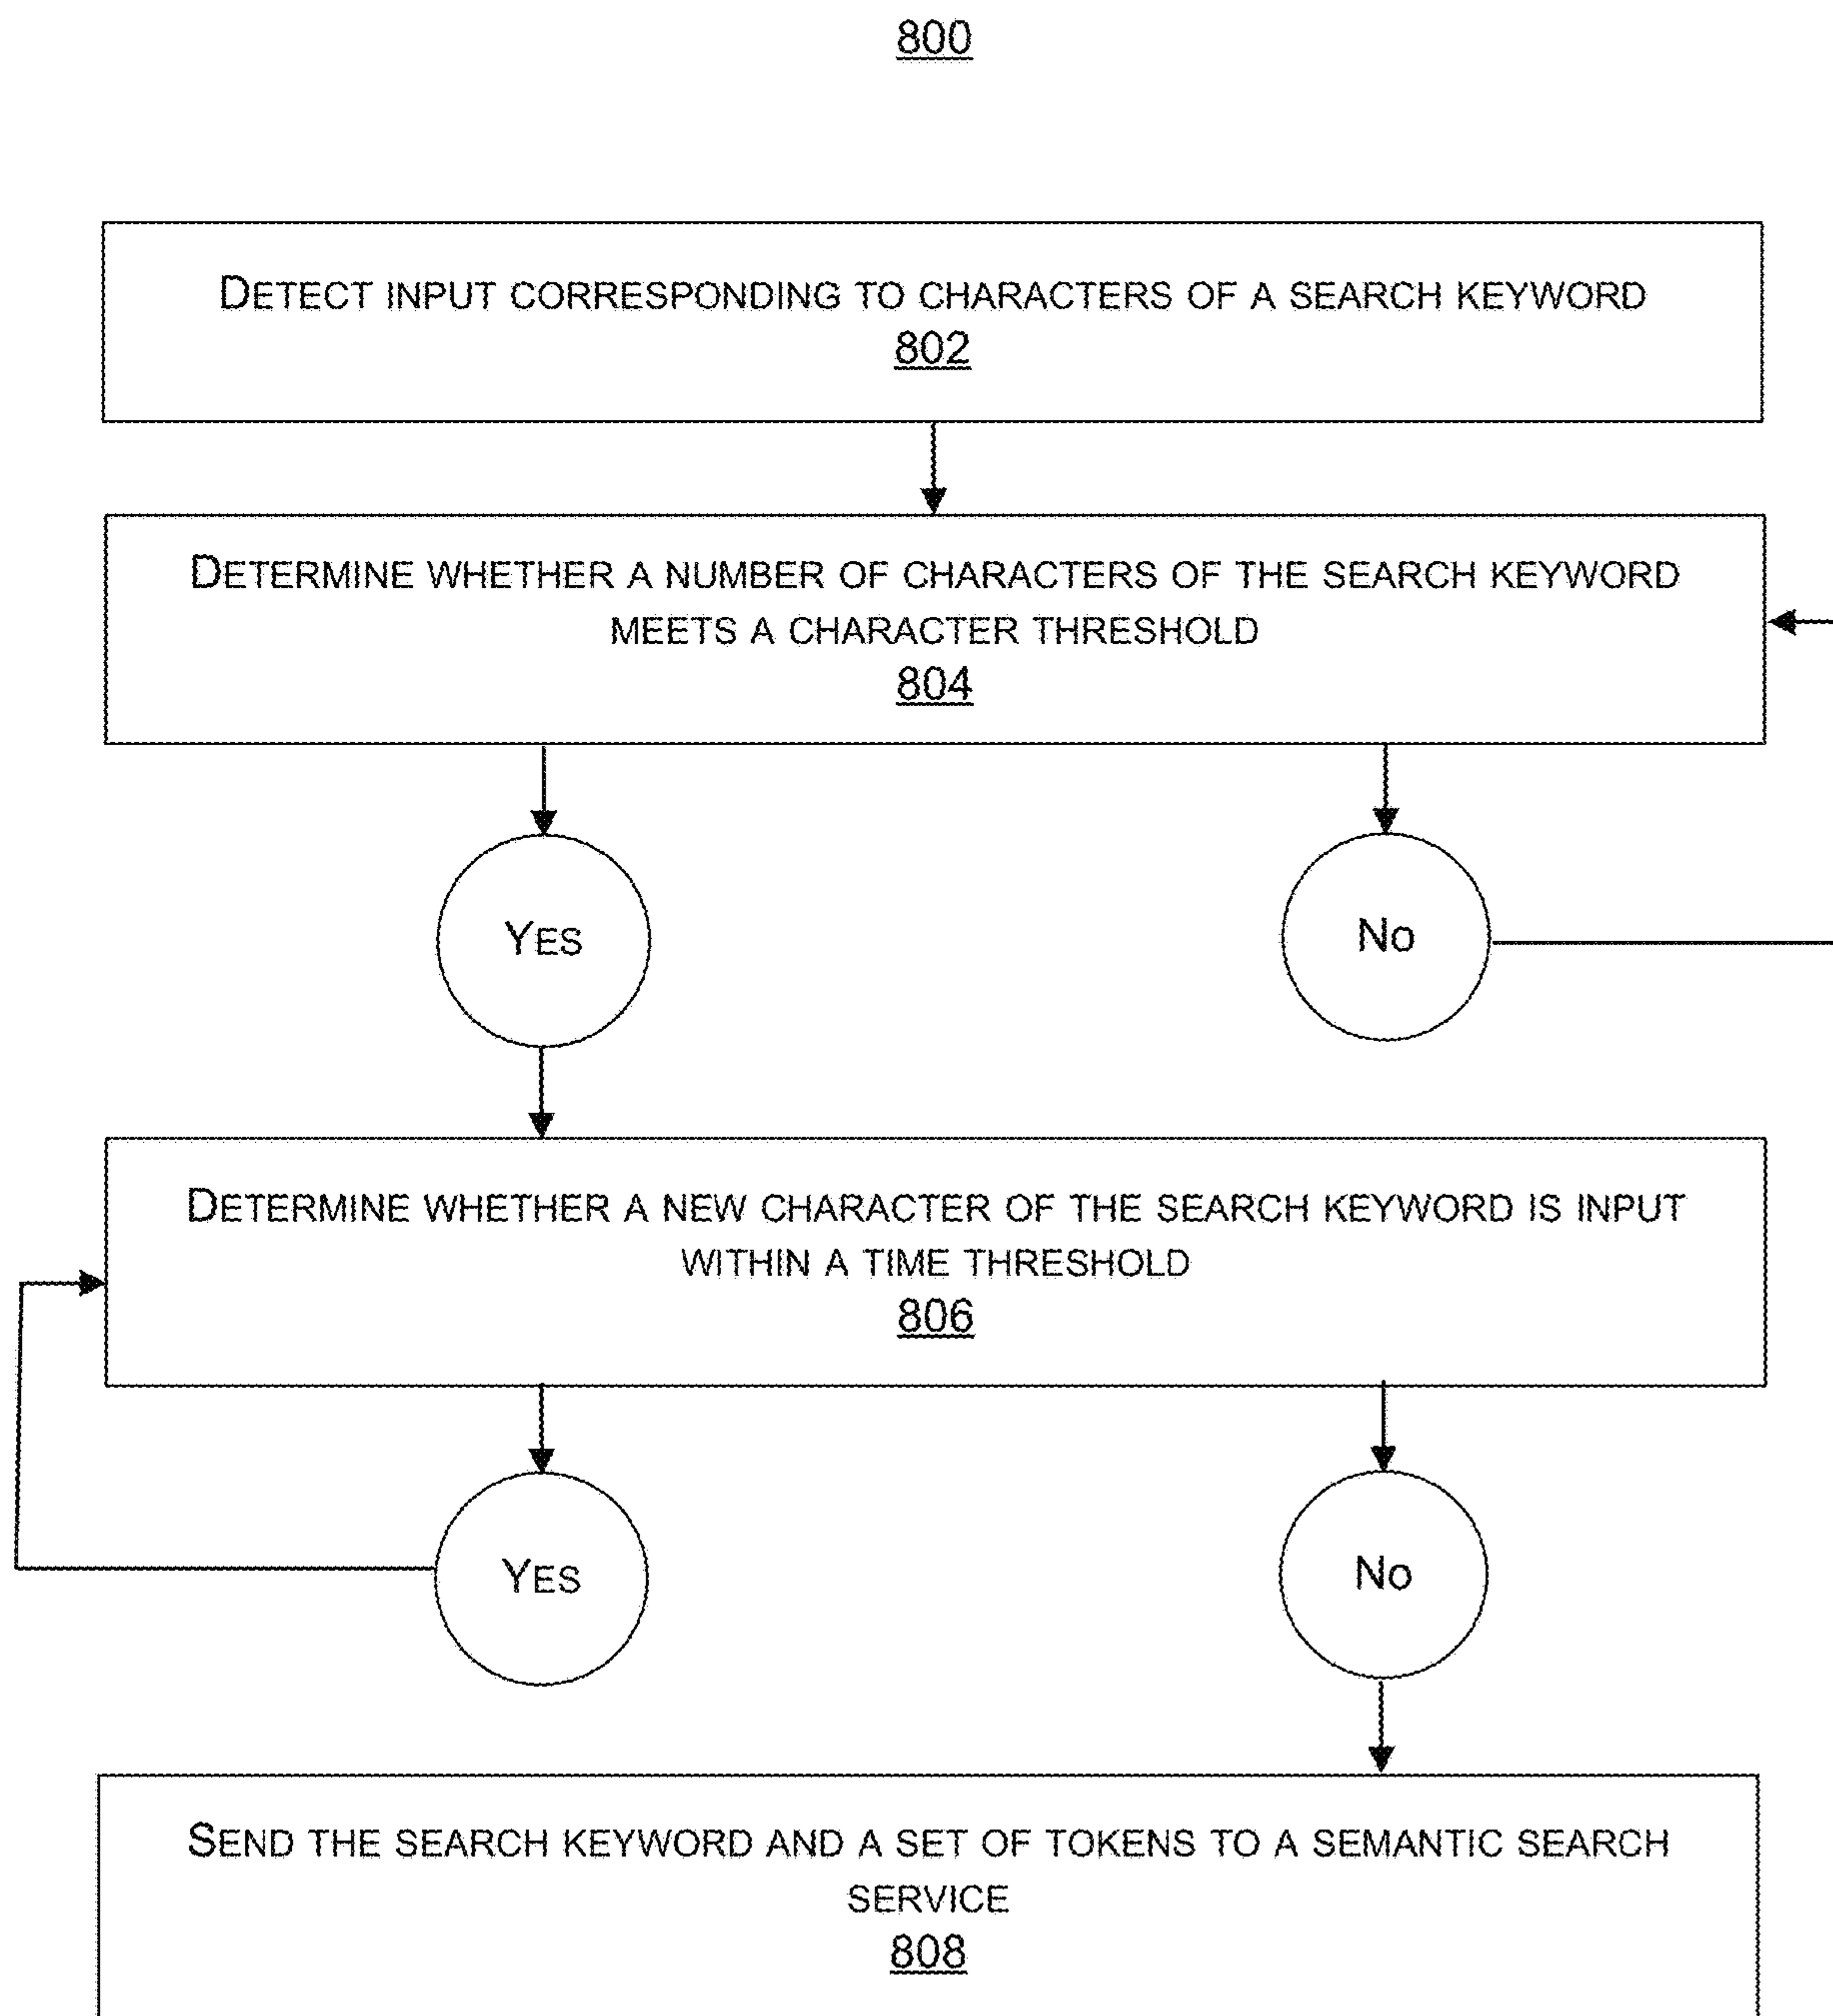 800
DETECT INPUT CORRESPONDING TO CHARACTERS OF A SEARCH KEYWORD
802
DETERMINE WHETHER A NUMBER OF CHARACTERS OF THE SEARCH KEYWORD
MEETS A CHARACTER THRESHOLD
804
YES
NO
DETERMINE WHETHER A NEW CHARACTER OF THE SEARCH KEYWORD IS INPUT
WITHIN A TIME THRESHOLD
806
YES
NO
SEND THE SEARCH KEYWORD AND A SET OF TOKENS TO A SEMANTIC SEARCH
SERVICE
808